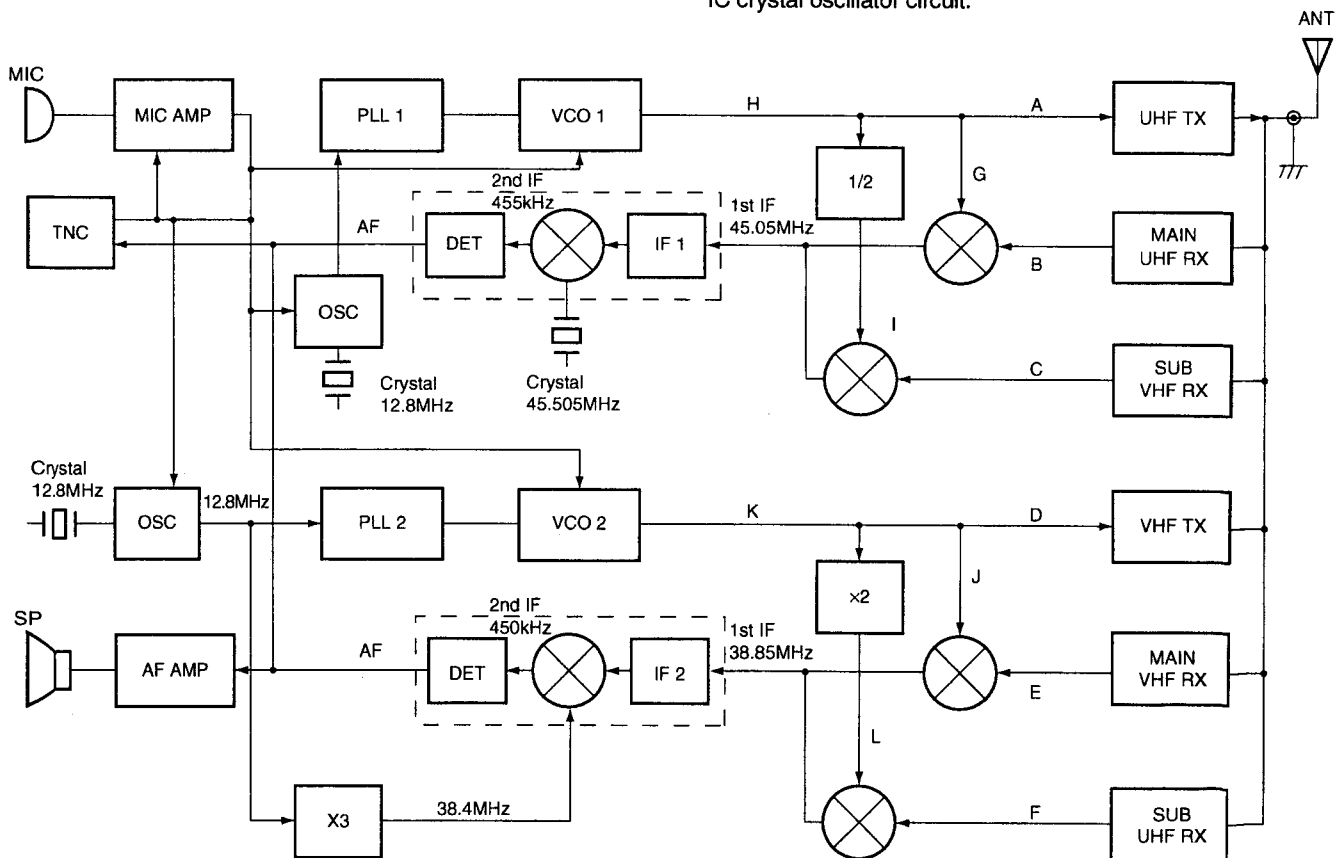 IC crystal oscillator circuit.
ANT
MIC
MIC AMP
PLL 1
VCO 1
H
A
UHF TX
1/2
G
TNC
AF
2nd IF
455kHz
DET
IF 1
1st IF
45.05MHz
B
MAIN
UHF RX
OSC
Crystal
12.8MHz
Crystal
45.505MHz
I
C
SUB
VHF RX
Crystal
12.8MHz
OSC
12.8MHz
PLL 2
VCO 2
K
D
VHF TX
×2
J
SP
AF AMP
AF
2nd IF
450kHz
DET
IF 2
1st IF
38.85MHz
E
MAIN
VHF RX
L
X3
38.4MHz
F
SUB
UHF RX